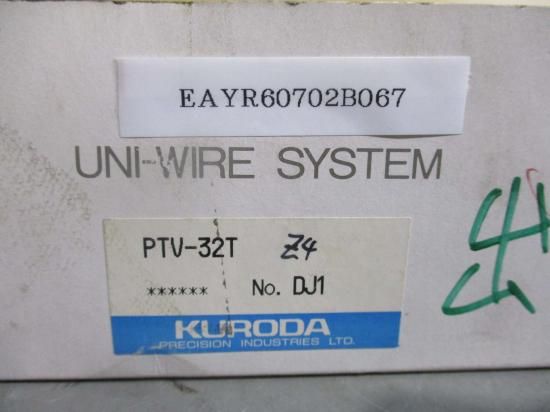 EAYR60702B067
UNI-WIRE SYSTEM
PTV-32T Z4
****** No. DJ1
KURODA
PRECISION INDUSTRIES LTD.